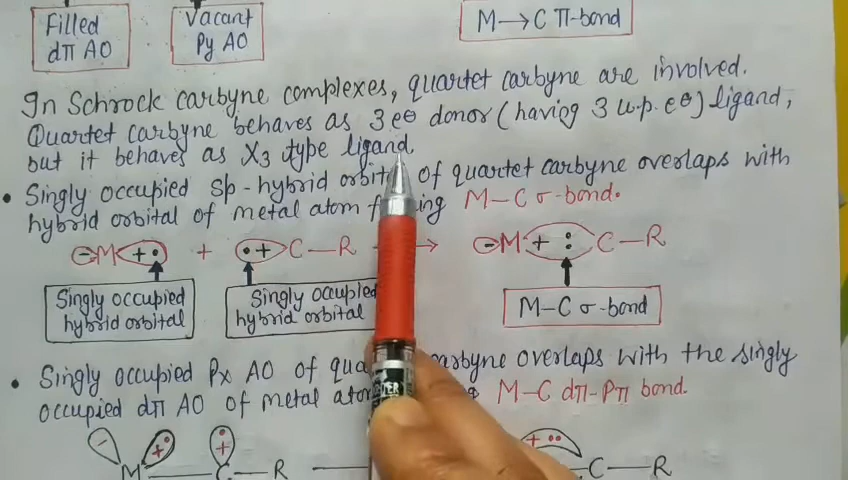 Filled
dπ AO
Vacant
Py AO
M→C π-bond
In Schrock carbyne complexes, quartet carbyne are involved.
Quartet carbyne behaves as 3e⊖ donor (having 3 u.p. e⊖) ligand,
but it behaves as X3 type ligand.
• Singly occupied sp-hybrid orbit of quartet carbyne overlaps with
hybrid orbital of metal atom f ing M–C σ-bond.
⊖M + • + • + C–R → ⊖M + : C–R
Singly occupied
hybrid orbital
Singly occupied
hybrid orbital
M–C σ-bond
• Singly occupied Px AO of qua carbyne overlaps with the singly
occupied dπ AO of metal ato M–C dπ-Pπ bond.
– + • • + + • •
M C–R C–R